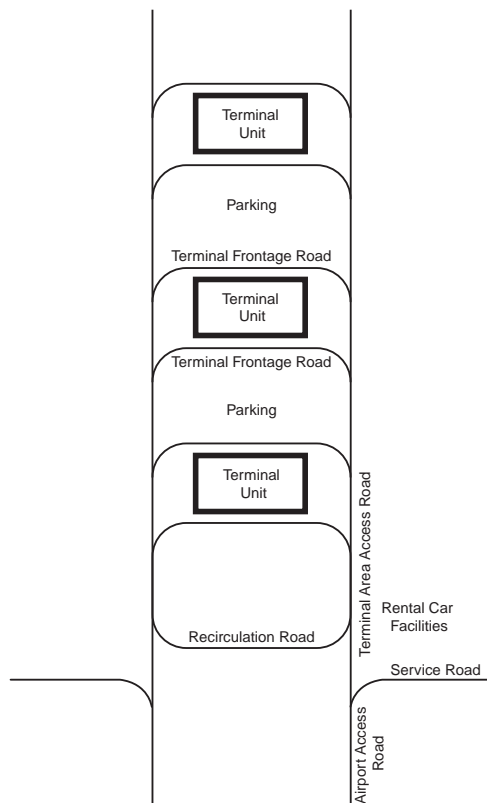 Terminal
Unit
Parking
Terminal Frontage Road
Terminal
Unit
Terminal Frontage Road
Parking
Terminal
Unit
Terminal Area Access Road
Rental Car
Facilities
Recirculation Road
Service Road
Airport Access
Road